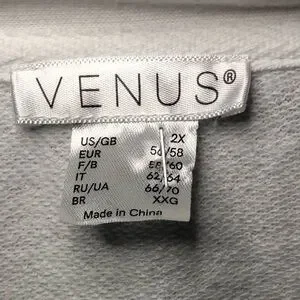 VENUS®
US/GB 2X
EUR 56/58
F/B 58/60
IT 62/64
RU/UA 66/70
BR XXG
Made in China